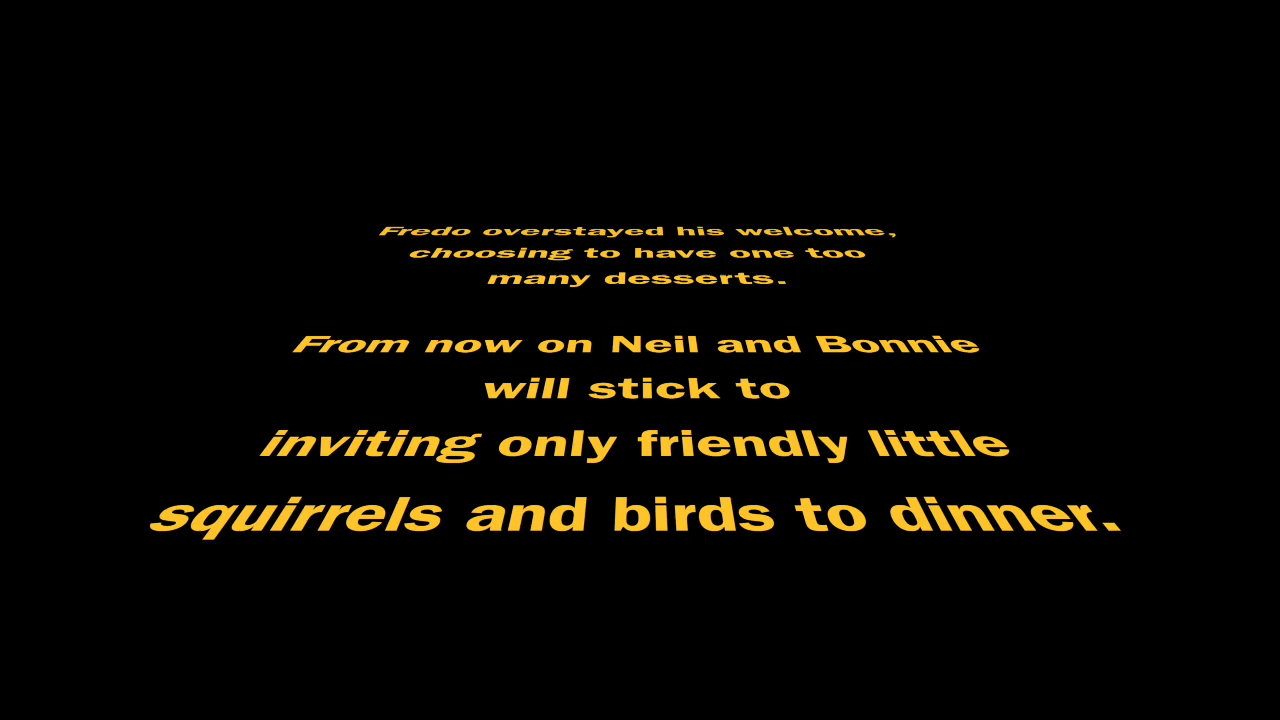 Fredo overstayed his welcome,
choosing to have one too
many desserts.
From now on Neil and Bonnie
will stick to
inviting only friendly little
squirrels and birds to dinner.